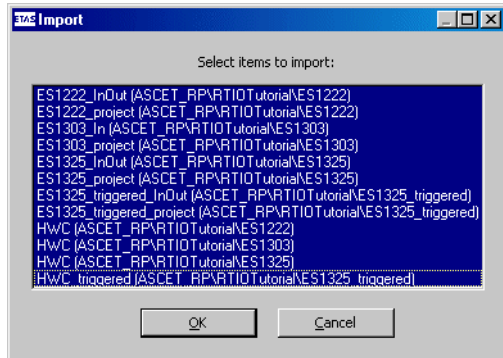 ETAS Import
Select items to import:
ES1222_InOut (ASCET_RP\RTIOTutorial\ES1222)
ES1222_project (ASCET_RP\RTIOTutorial\ES1222)
ES1303_In (ASCET_RP\RTIOTutorial\ES1303)
ES1303_project (ASCET_RP\RTIOTutorial\ES1303)
ES1325_InOut (ASCET_RP\RTIOTutorial\ES1325)
ES1325_project (ASCET_RP\RTIOTutorial\ES1325)
ES1325_triggered_InOut (ASCET_RP\RTIOTutorial\ES1325_triggered)
ES1325_triggered_project (ASCET_RP\RTIOTutorial\ES1325_triggered)
HWC (ASCET_RP\RTIOTutorial\ES1222)
HWC (ASCET_RP\RTIOTutorial\ES1303)
HWC (ASCET_RP\RTIOTutorial\ES1325)
HWC_triggered (ASCET_RP\RTIOTutorial\ES1325_triggered)
OK Cancel